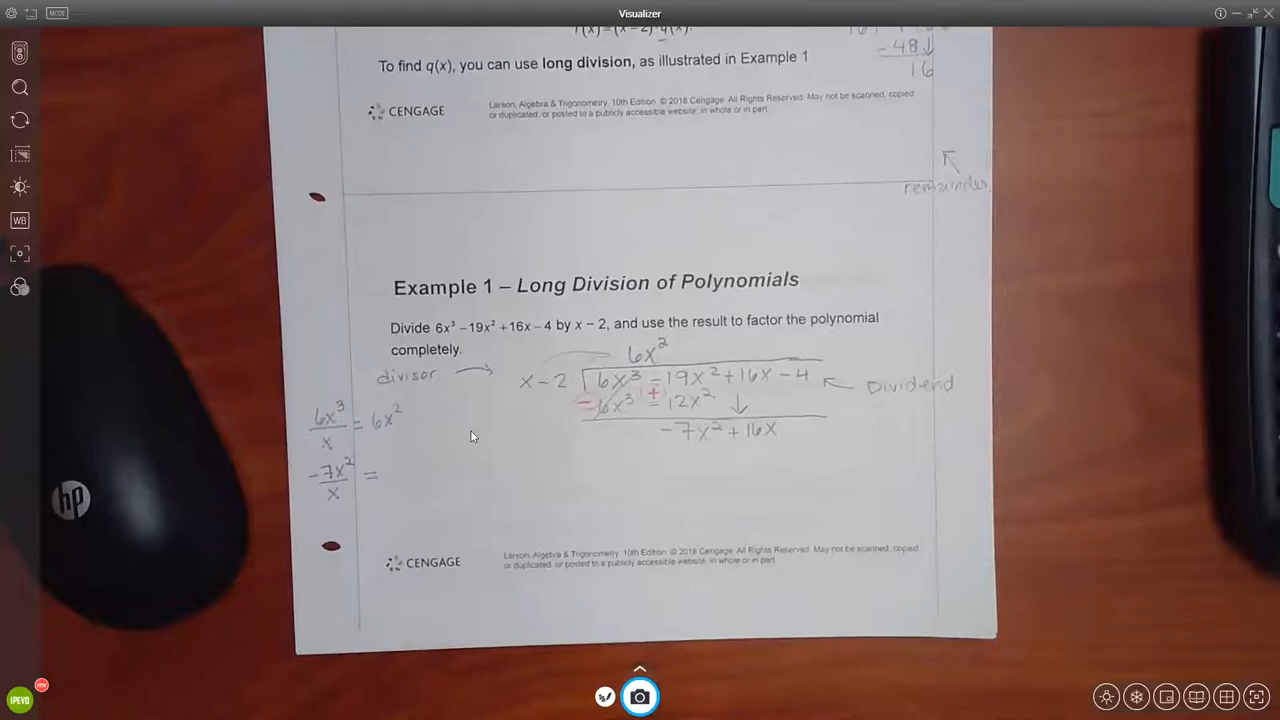 MODE
Visualizer
To find q(x), you can use long division, as illustrated in Example 1
- 48↓
16
CENGAGE
Larson, Algebra & Trigonometry, 10th Edition. © 2018 Cengage. All Rights Reserved. May not be scanned, copied
or duplicated, or posted to a publicly accessible website, in whole or in part.
remainder
WB
Example 1 – Long Division of Polynomials
Divide 6x³ −19x² +16x − 4 by x − 2, and use the result to factor the polynomial
completely.
6x²
divisor → x − 2 6x³ − 19x² + 16x − 4 ← Dividend
− 6x³ + − 12x² ↓
− 7x² + 16x
6x³/x = 6x²
−7x²/x =
hp
CENGAGE
Larson, Algebra & Trigonometry, 10th Edition. © 2018 Cengage. All Rights Reserved. May not be scanned, copied
or duplicated, or posted to a publicly accessible website, in whole or in part.
new
IPEVO